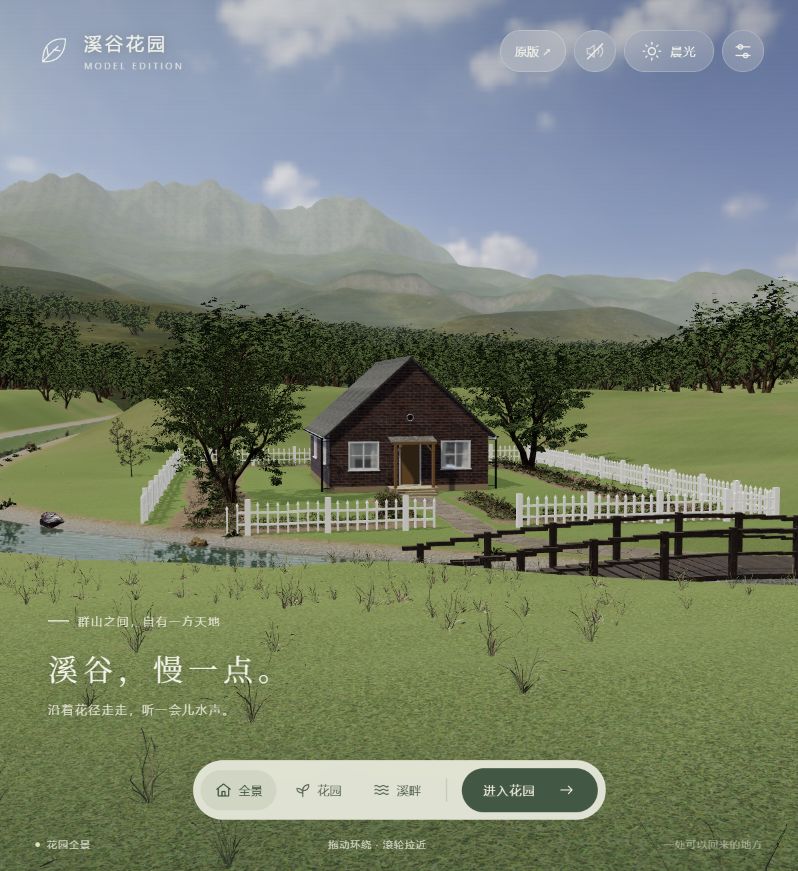 溪谷花园
MODEL EDITION
原版 ↗
晨光
群山之间，自有一方天地
溪谷，慢一点。
沿着花径走走，听一会儿水声。
全景
花园
溪畔
进入花园 →
花园全景
拖动环绕 · 滚轮拉近
一处可以回来的地方